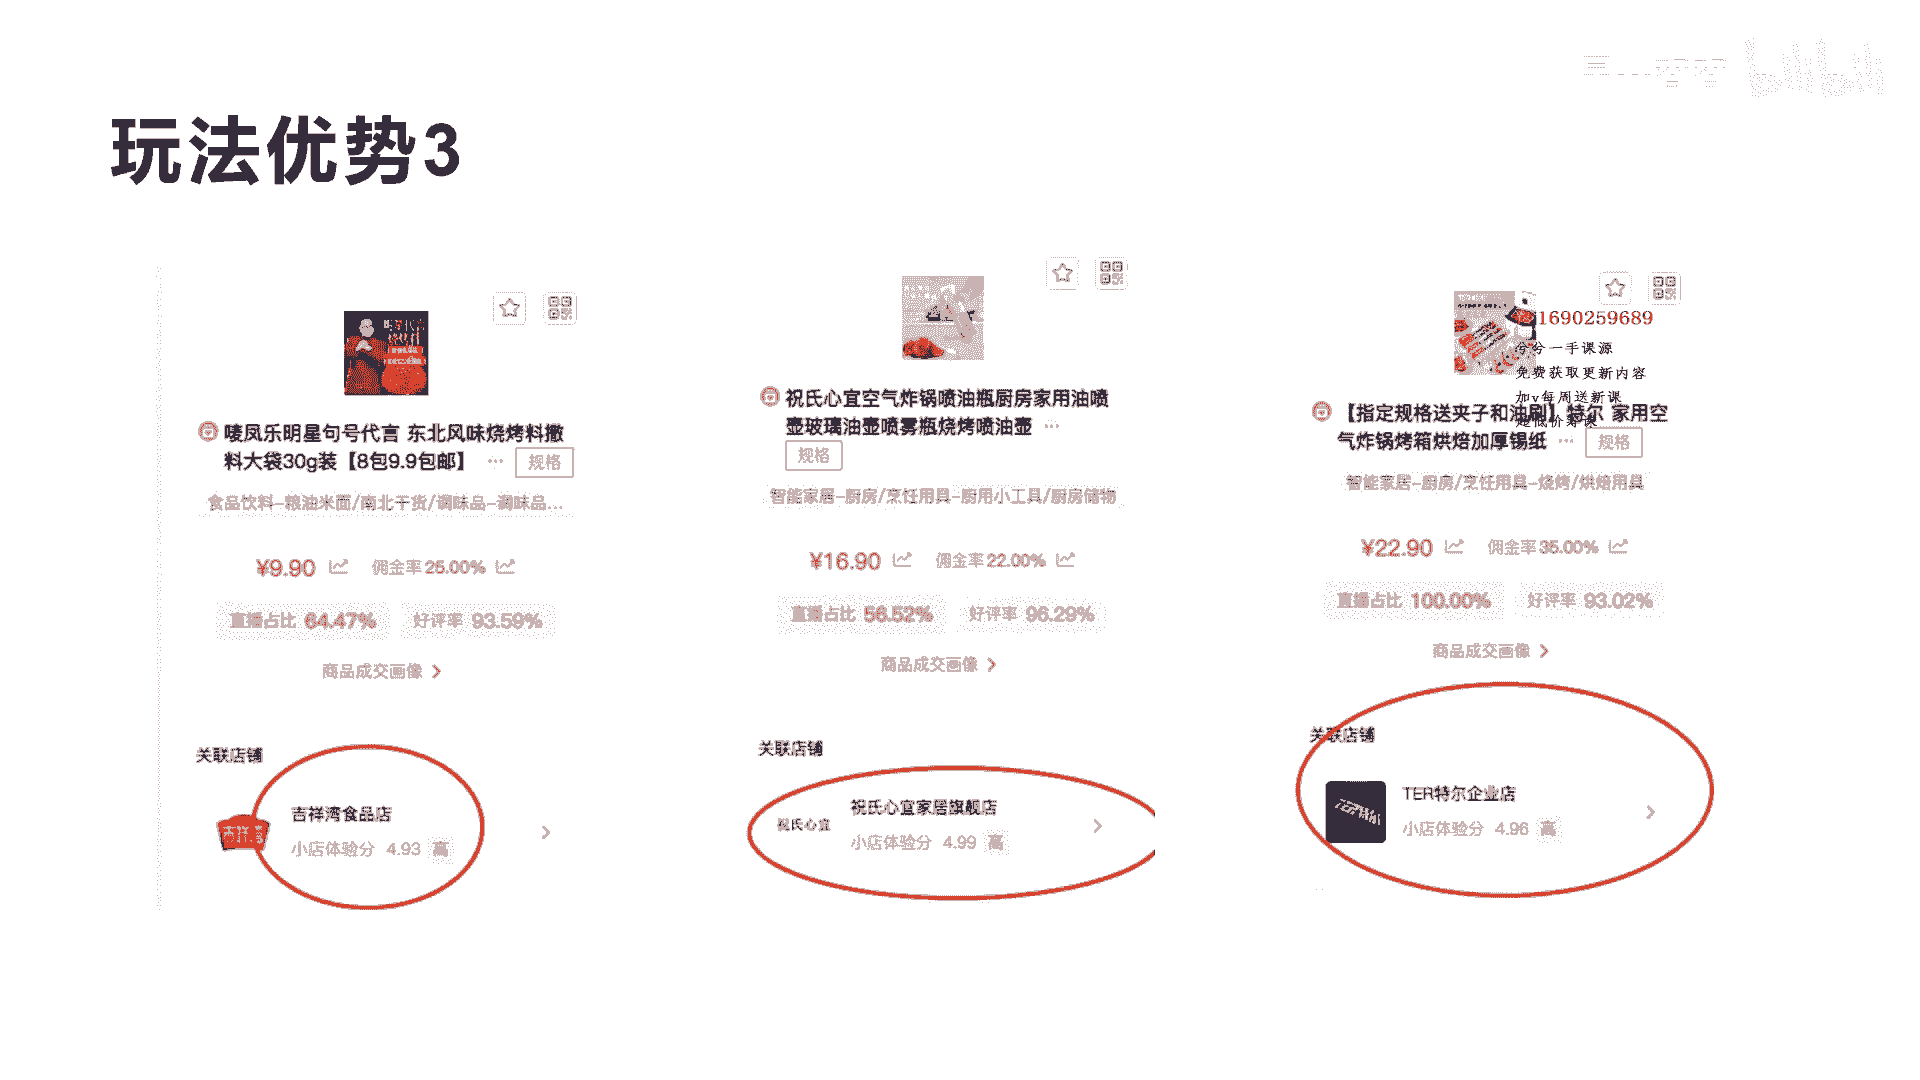 bilibili
玩法优势3
唛凤乐明星句号代言 东北风味烧烤料撒
料大袋30g装【8包9.9包邮】 ... 规格
食品饮料-粮油米面/南北干货/调味品-调味品...
¥9.90 佣金率 25.00%
直播占比 64.47% 好评率 93.59%
商品成交画像
关联店铺
吉祥湾食品店
小店体验分 4.93 高
祝氏心宜空气炸锅喷油瓶厨房家用油喷
壶玻璃油壶喷雾瓶烧烤喷油壶 ...
规格
智能家居-厨房/烹饪用具-厨用小工具/厨房储物
¥16.90 佣金率 22.00%
直播占比 56.52% 好评率 96.29%
商品成交画像
关联店铺
祝氏心宜
祝氏心宜家居旗舰店
小店体验分 4.99 高
1690259689
兮兮一手课源
免费获取更新内容
加v每周送新课
【指定规格送夹子和油刷】特尔 家用空
气炸锅烤箱烘焙加厚锡纸 ... 规格
智能家居-厨房/烹饪用具-烧烤/烘焙用具
¥22.90 佣金率 35.00%
直播占比 100.00% 好评率 93.02%
商品成交画像
关联店铺
TER特尔企业店
小店体验分 4.96 高